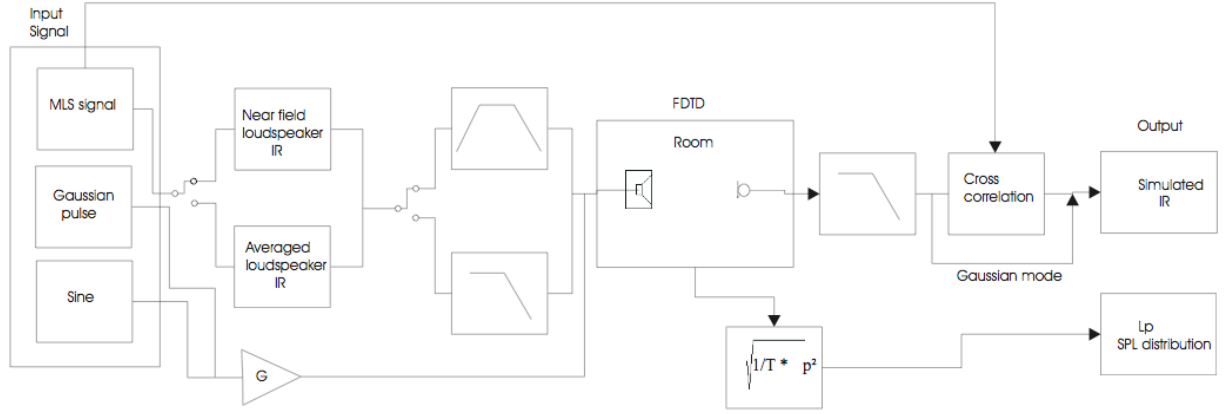 Input
Signal
MLS signal
Gaussian
pulse
Sine
Near field
loudspeaker
IR
Averaged
loudspeaker
IR
G
FDTD
Room
√1/T * p²
Cross
correlation
Gaussian mode
Output
Simulated
IR
Lp
SPL distribution